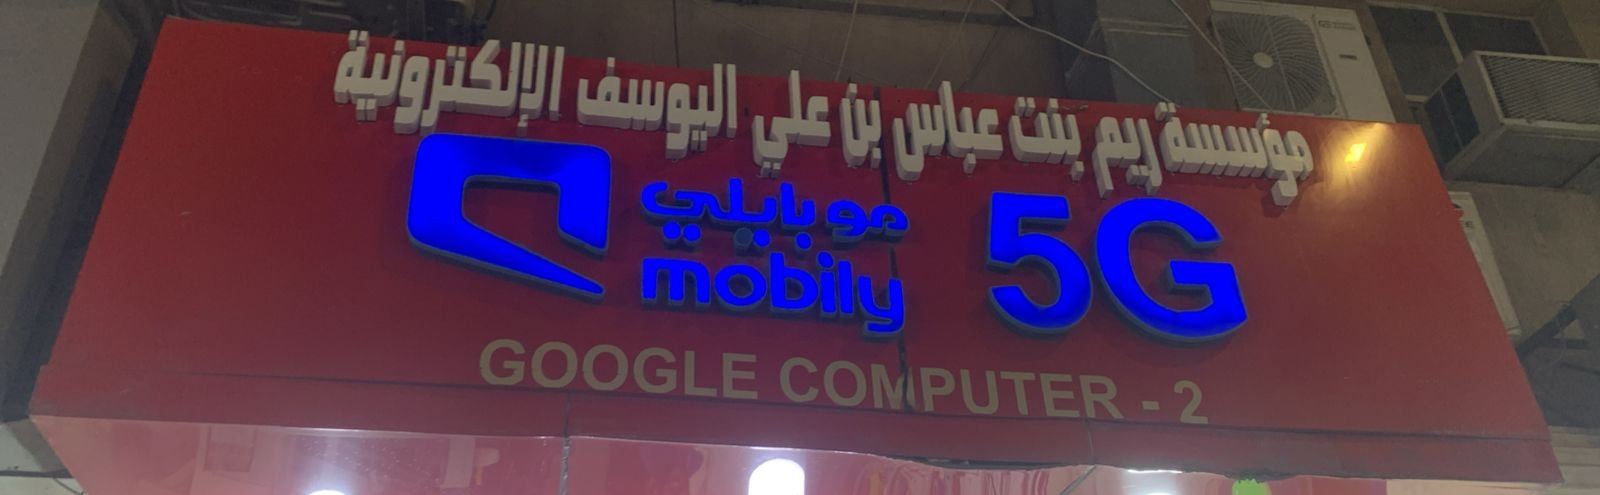 مؤسسة ريم بنت عباس بن علي اليوسف الإلكترونية
موبايلي
mobily
5G
GOOGLE COMPUTER - 2